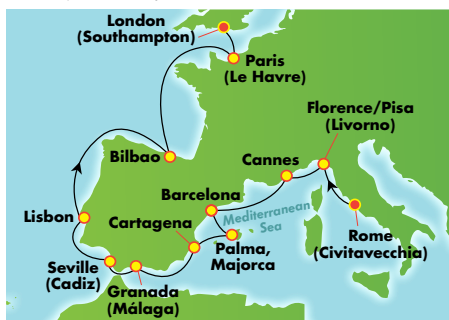 London
(Southampton)
Paris
(Le Havre)
Florence/Pisa
(Livorno)
Bilbao
Cannes
Barcelona
Mediterranean
Sea
Lisbon
Cartagena
Palma,
Majorca
Rome
(Civitavecchia)
Seville
(Cadiz)
Granada
(Málaga)